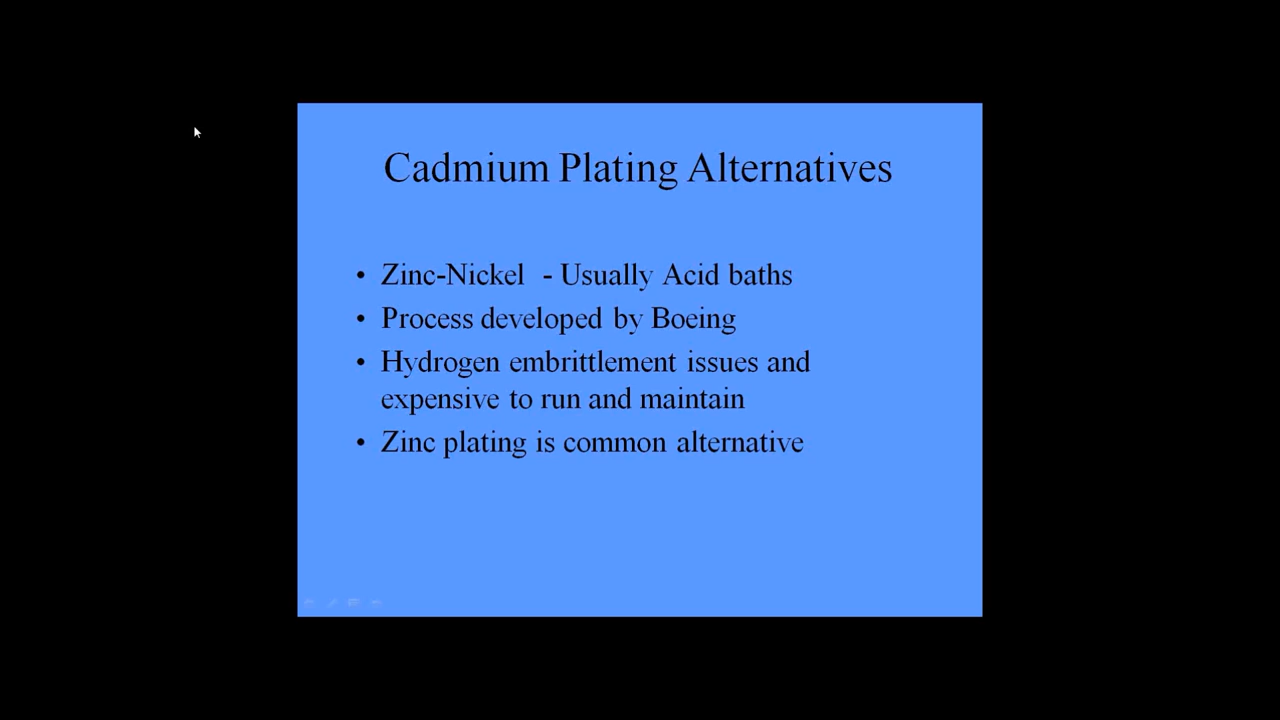 Cadmium Plating Alternatives
• Zinc-Nickel - Usually Acid baths
• Process developed by Boeing
• Hydrogen embrittlement issues and
expensive to run and maintain
• Zinc plating is common alternative